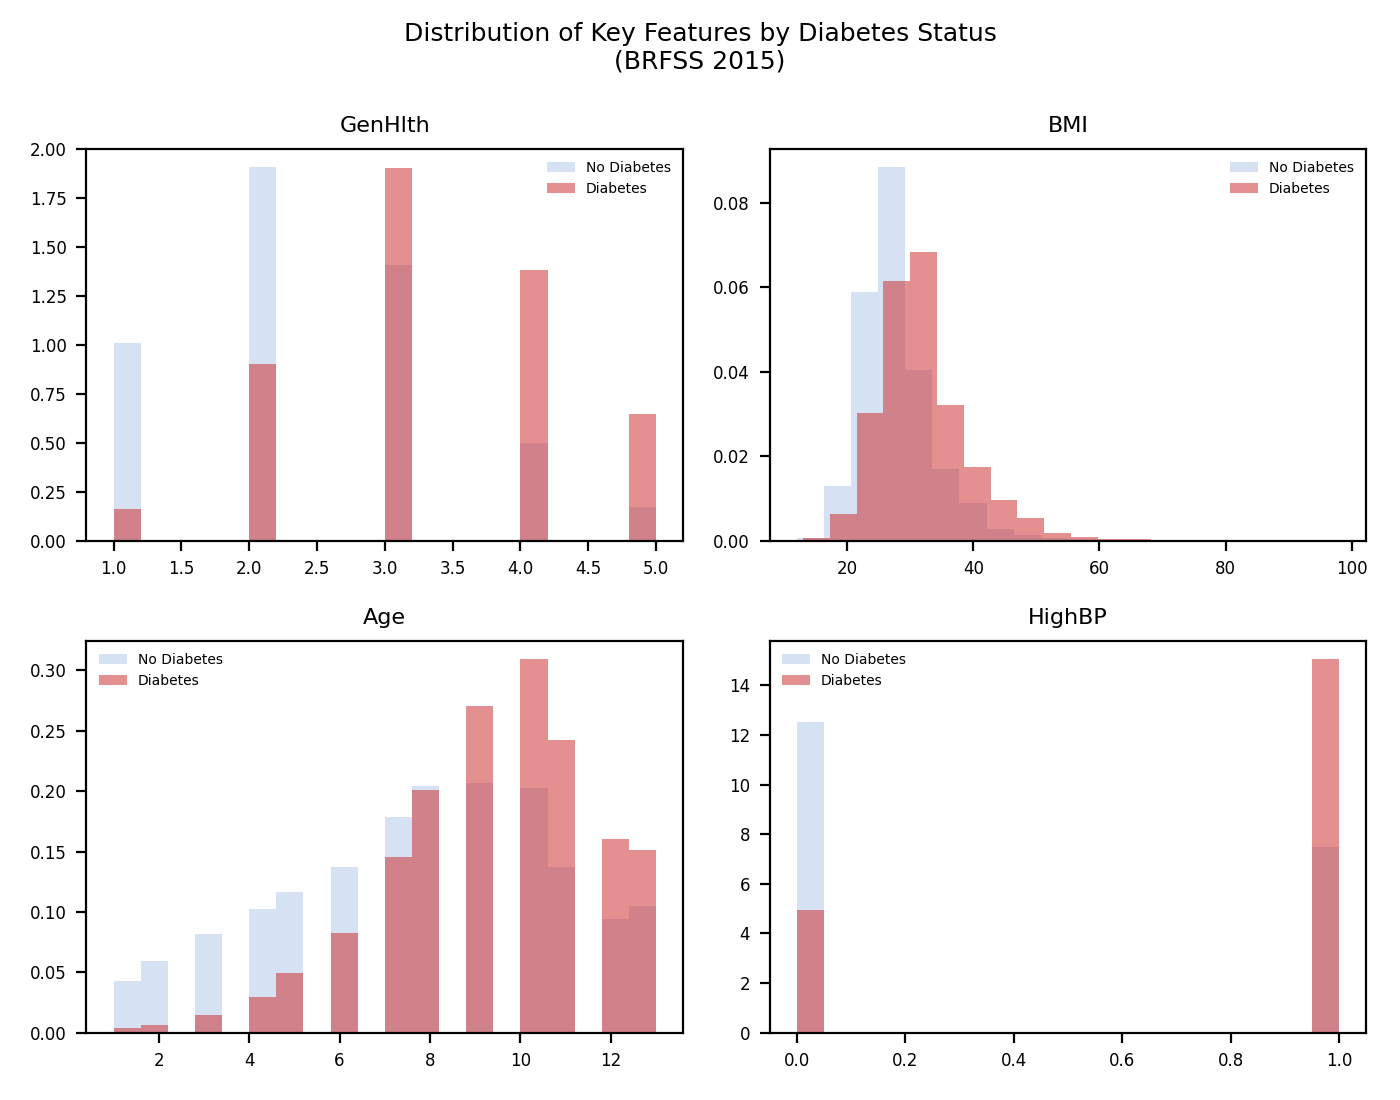 Distribution of Key Features by Diabetes Status
(BRFSS 2015)
GenHlth
2.00
1.75
1.50
1.25
1.00
0.75
0.50
0.25
0.00
1.0 1.5 2.0 2.5 3.0 3.5 4.0 4.5 5.0
No Diabetes
Diabetes
BMI
0.08
0.06
0.04
0.02
0.00
20 40 60 80 100
No Diabetes
Diabetes
Age
0.30
0.25
0.20
0.15
0.10
0.05
0.00
2 4 6 8 10 12
No Diabetes
Diabetes
HighBP
14
12
10
8
6
4
2
0
0.0 0.2 0.4 0.6 0.8 1.0
No Diabetes
Diabetes